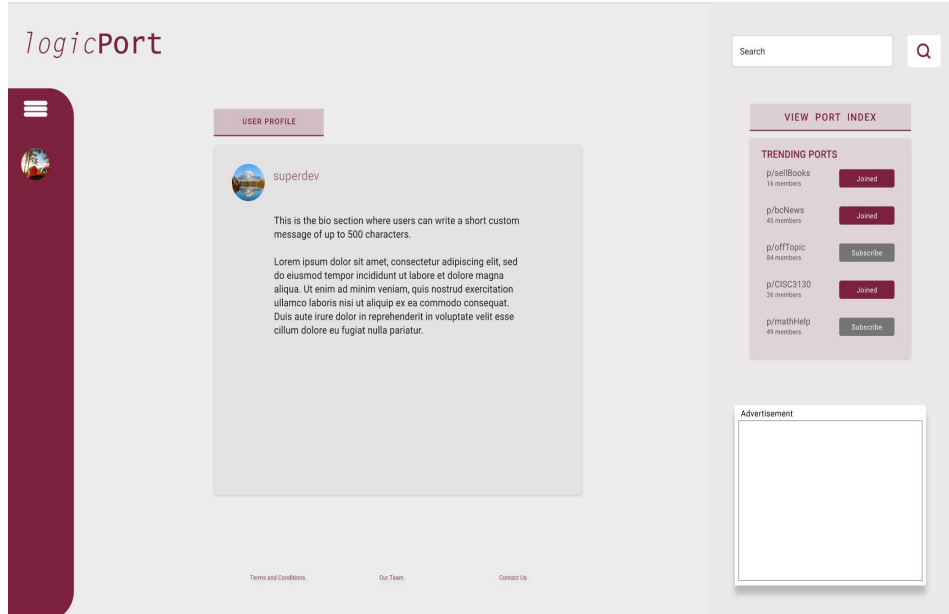 logicPort
Search
USER PROFILE
superdev
This is the bio section where users can write a short custom
message of up to 500 characters.
Lorem ipsum dolor sit amet, consectetur adipiscing elit, sed
do eiusmod tempor incididunt ut labore et dolore magna
aliqua. Ut enim ad minim veniam, quis nostrud exercitation
ullamco laboris nisi ut aliquip ex ea commodo consequat.
Duis aute irure dolor in reprehenderit in voluptate velit esse
cillum dolore eu fugiat nulla pariatur.
VIEW PORT INDEX
TRENDING PORTS
p/sellBooks
16 members
Joined
p/bcNews
45 members
Joined
p/offTopic
84 members
Subscribe
p/CISC3130
36 members
Joined
p/mathHelp
49 members
Subscribe
Advertisement
Terms and Conditions
Our Team
Contact Us